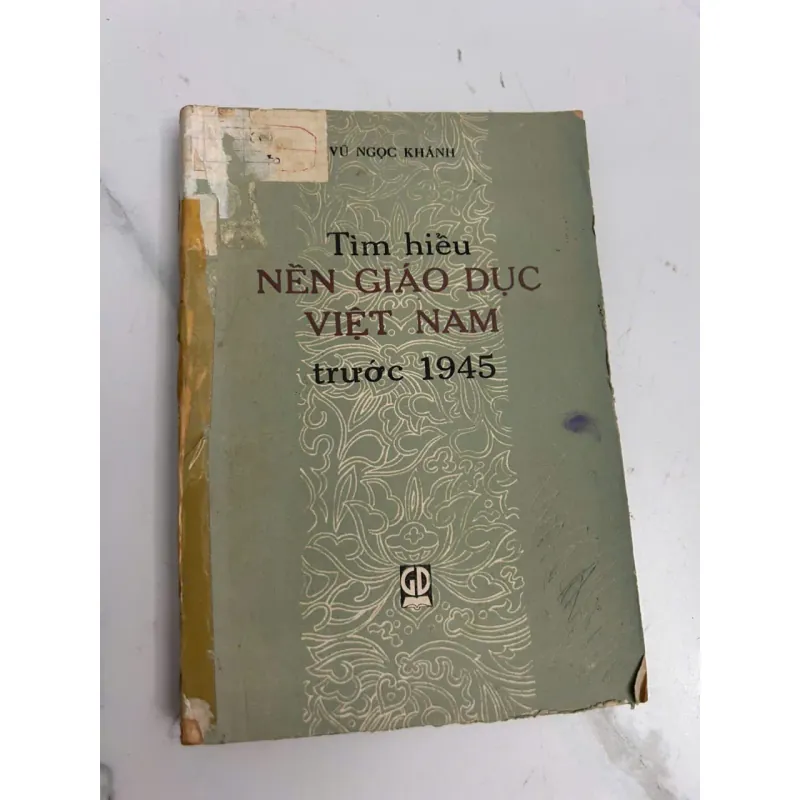 VŨ NGỌC KHÁNH
Tìm hiểu
NỀN GIÁO DỤC
VIỆT NAM
trước 1945
GD